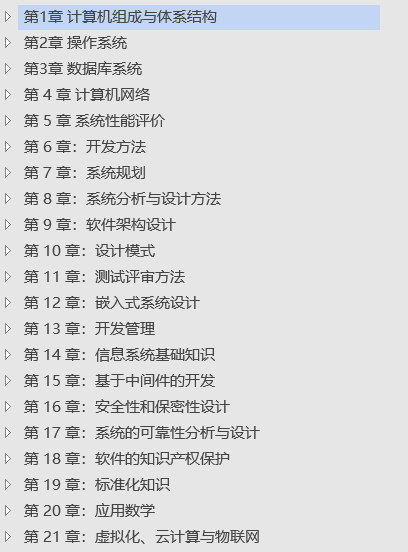 第1章 计算机组成与体系结构
第2章 操作系统
第3章 数据库系统
第 4 章 计算机网络
第 5 章 系统性能评价
第 6 章：开发方法
第 7 章：系统规划
第 8 章：系统分析与设计方法
第 9 章：软件架构设计
第 10 章：设计模式
第 11 章：测试评审方法
第 12 章：嵌入式系统设计
第 13 章：开发管理
第 14 章：信息系统基础知识
第 15 章：基于中间件的开发
第 16 章：安全性和保密性设计
第 17 章：系统的可靠性分析与设计
第 18 章：软件的知识产权保护
第 19 章：标准化知识
第 20 章：应用数学
第 21 章：虚拟化、云计算与物联网